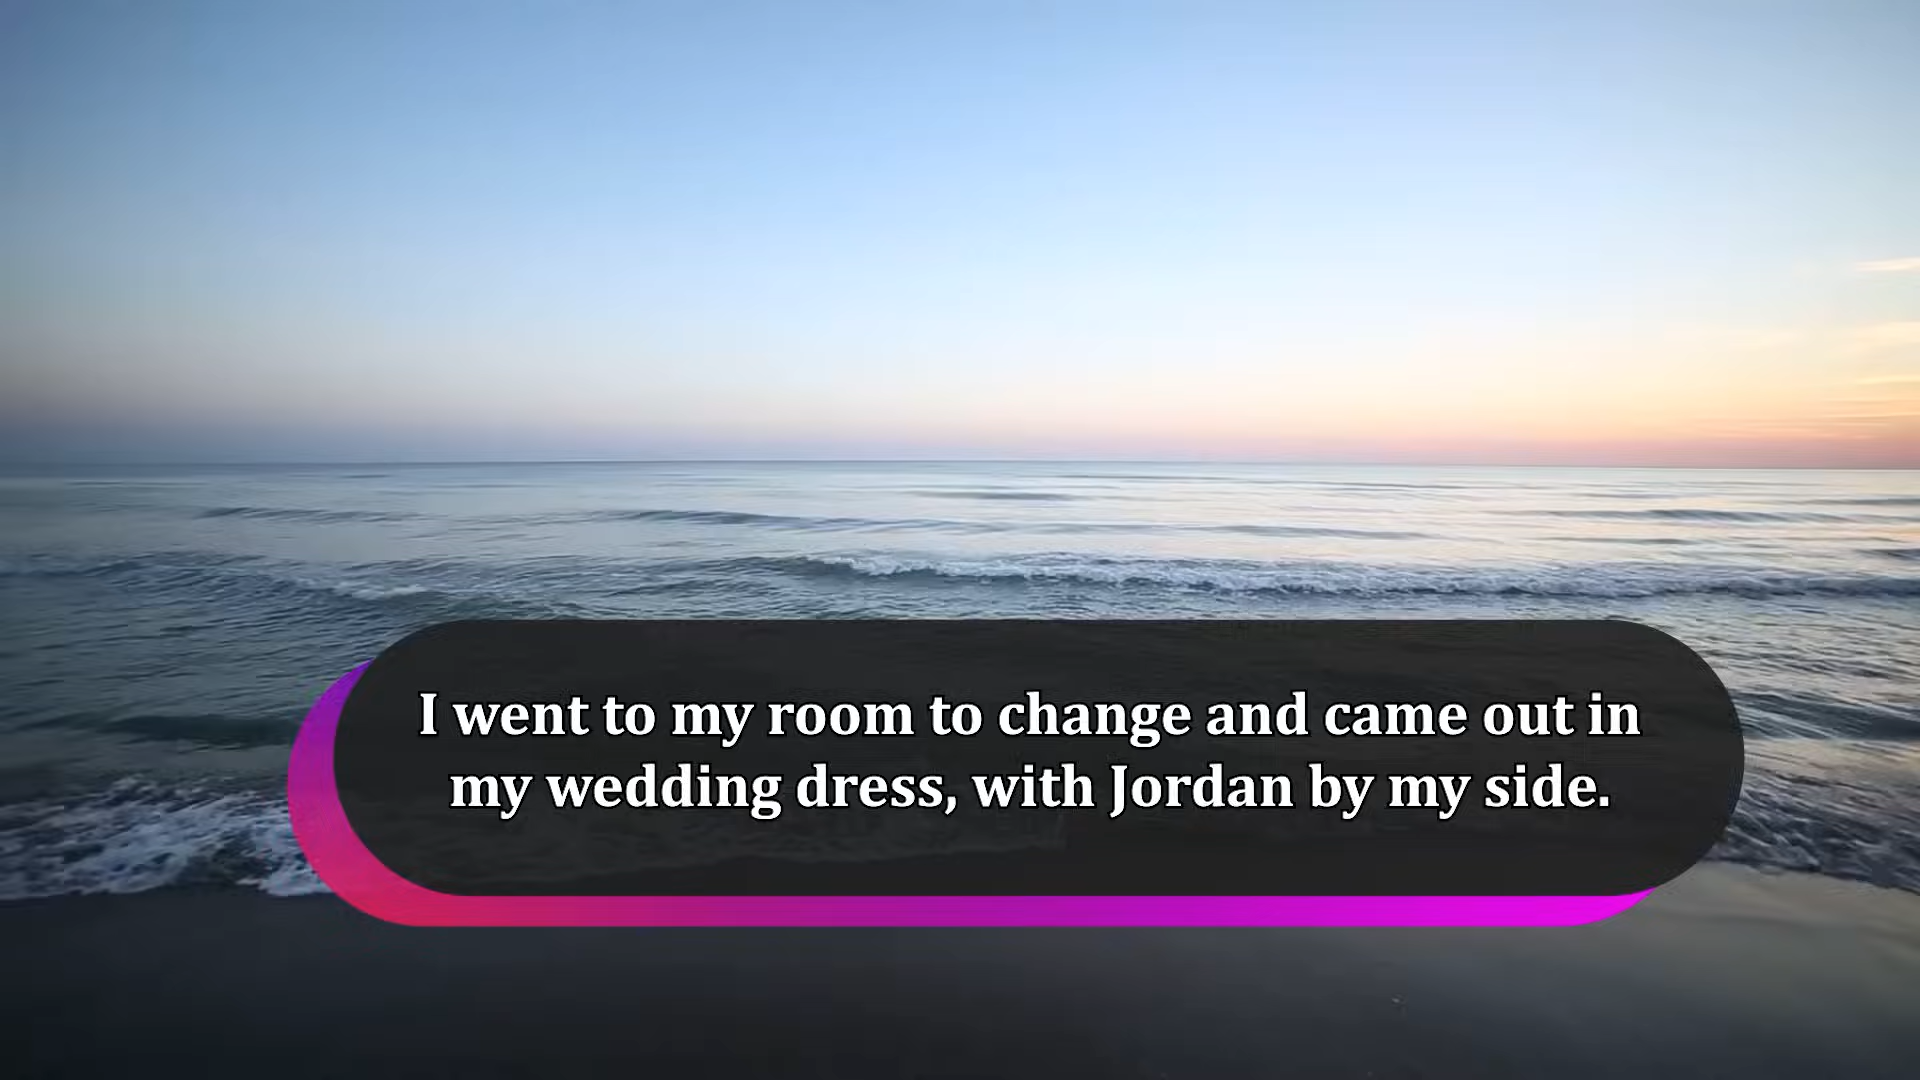 I went to my room to change and came out in
my wedding dress, with Jordan by my side.